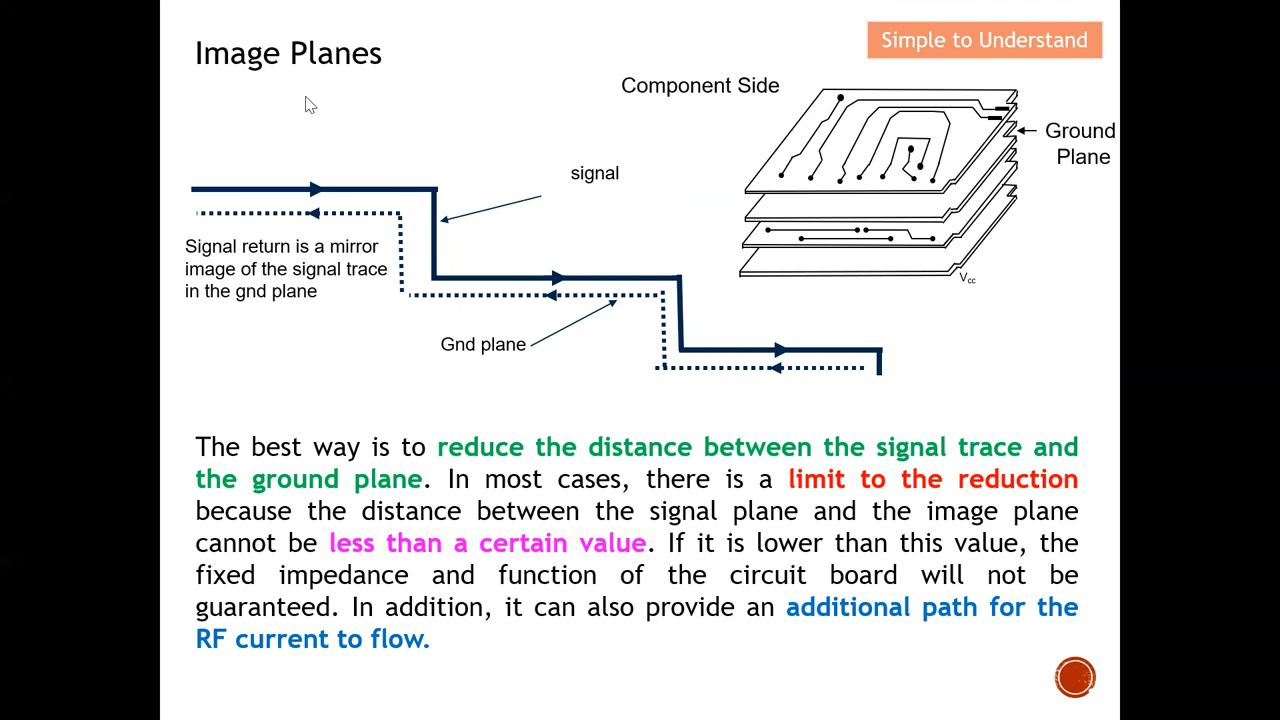 Image Planes
Simple to Understand
Component Side
Ground
Plane
signal
Signal return is a mirror
image of the signal trace
in the gnd plane
Vcc
Gnd plane
The best way is to reduce the distance between the signal trace and
the ground plane. In most cases, there is a limit to the reduction
because the distance between the signal plane and the image plane
cannot be less than a certain value. If it is lower than this value, the
fixed impedance and function of the circuit board will not be
guaranteed. In addition, it can also provide an additional path for the
RF current to flow.